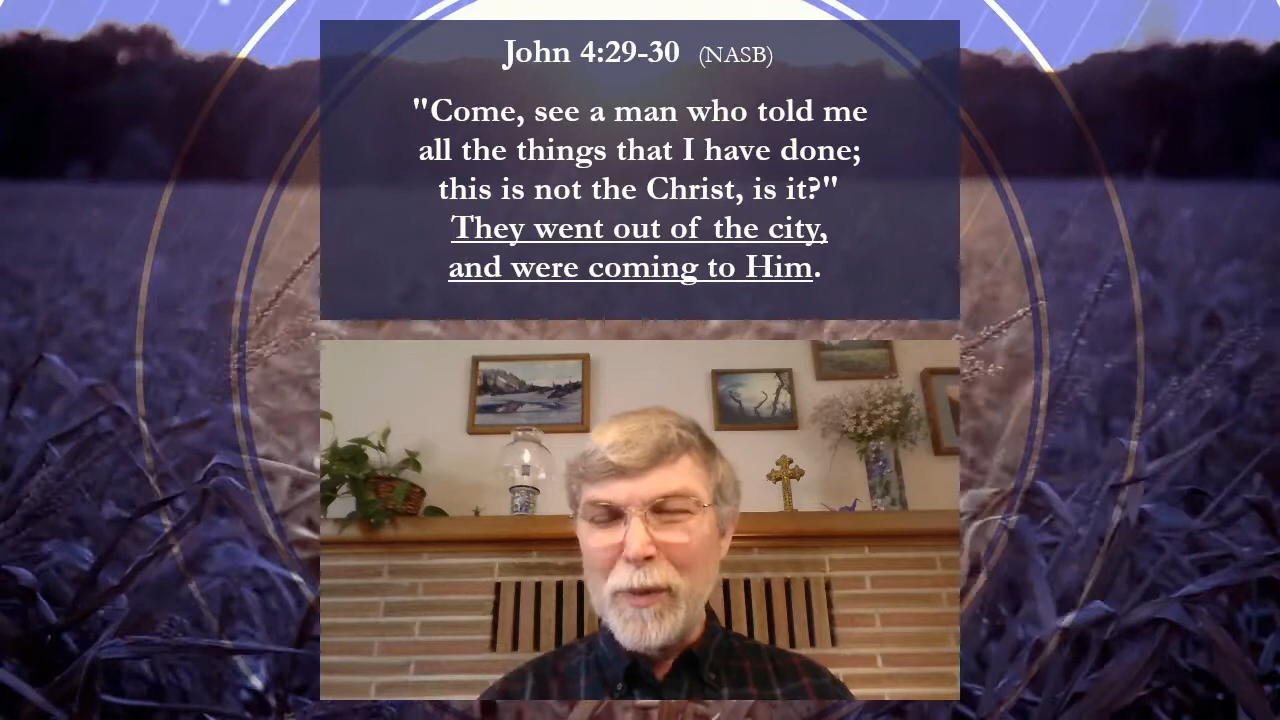 John 4:29-30 (NASB)
"Come, see a man who told me
all the things that I have done;
this is not the Christ, is it?"
They went out of the city,
and were coming to Him.